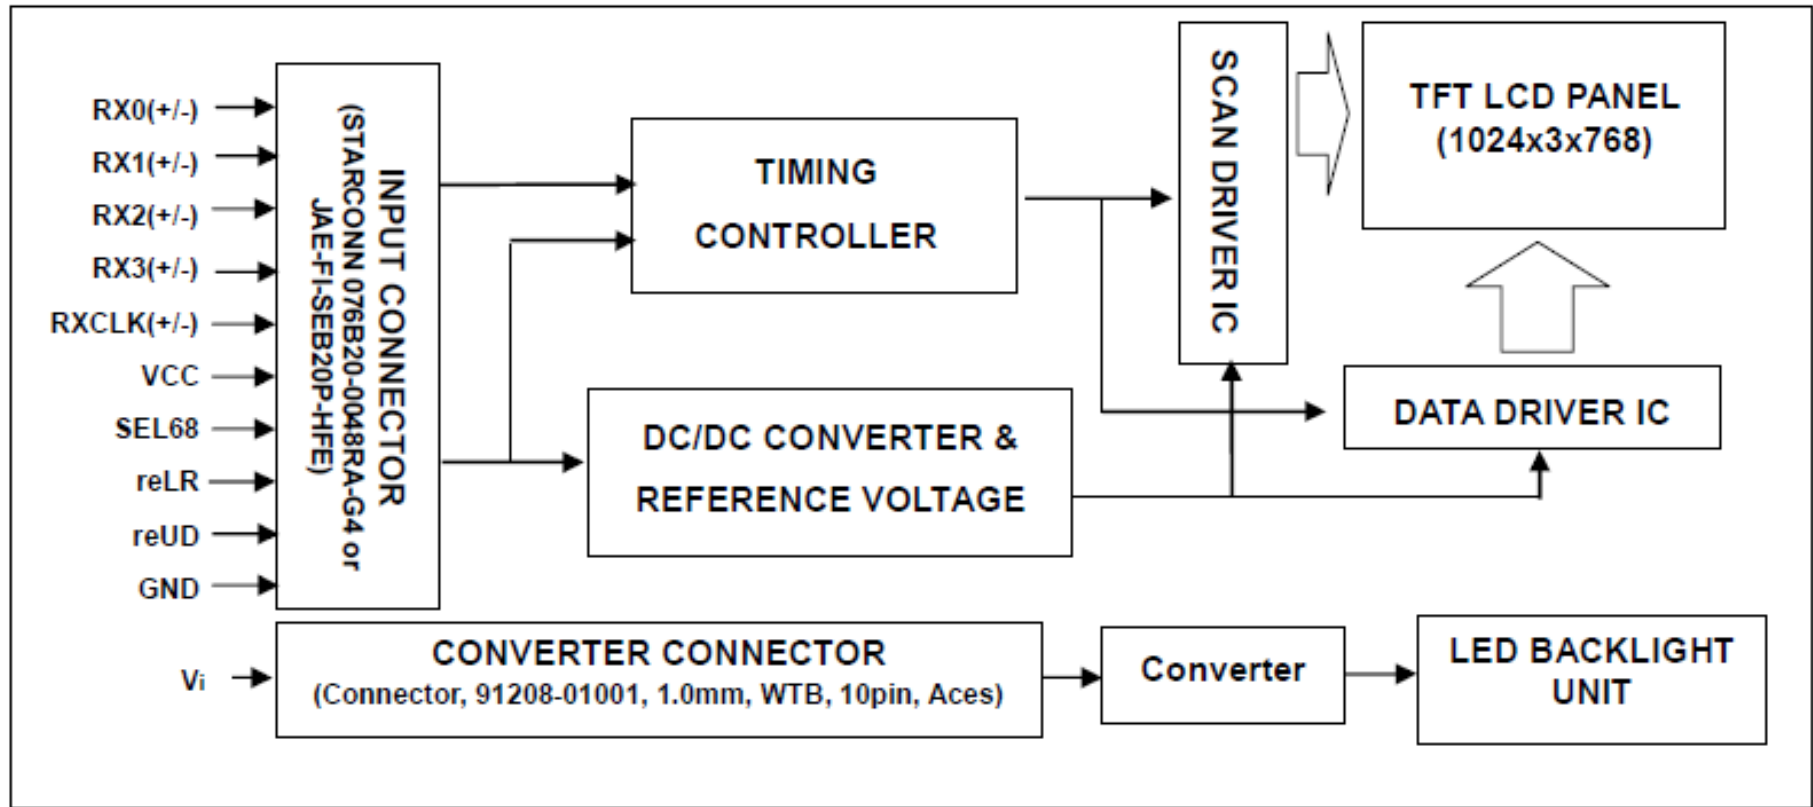 RX0(+/-)
RX1(+/-)
RX2(+/-)
RX3(+/-)
RXCLK(+/-)
VCC
SEL68
reLR
reUD
GND
INPUT CONNECTOR
(STARCONN 076B20-0048RA-G4 or
JAE-FI-SEB20P-HFE)
TIMING
CONTROLLER
DC/DC CONVERTER &
REFERENCE VOLTAGE
SCAN DRIVER IC
TFT LCD PANEL
(1024x3x768)
DATA DRIVER IC
Vi
CONVERTER CONNECTOR
(Connector, 91208-01001, 1.0mm, WTB, 10pin, Aces)
Converter
LED BACKLIGHT
UNIT